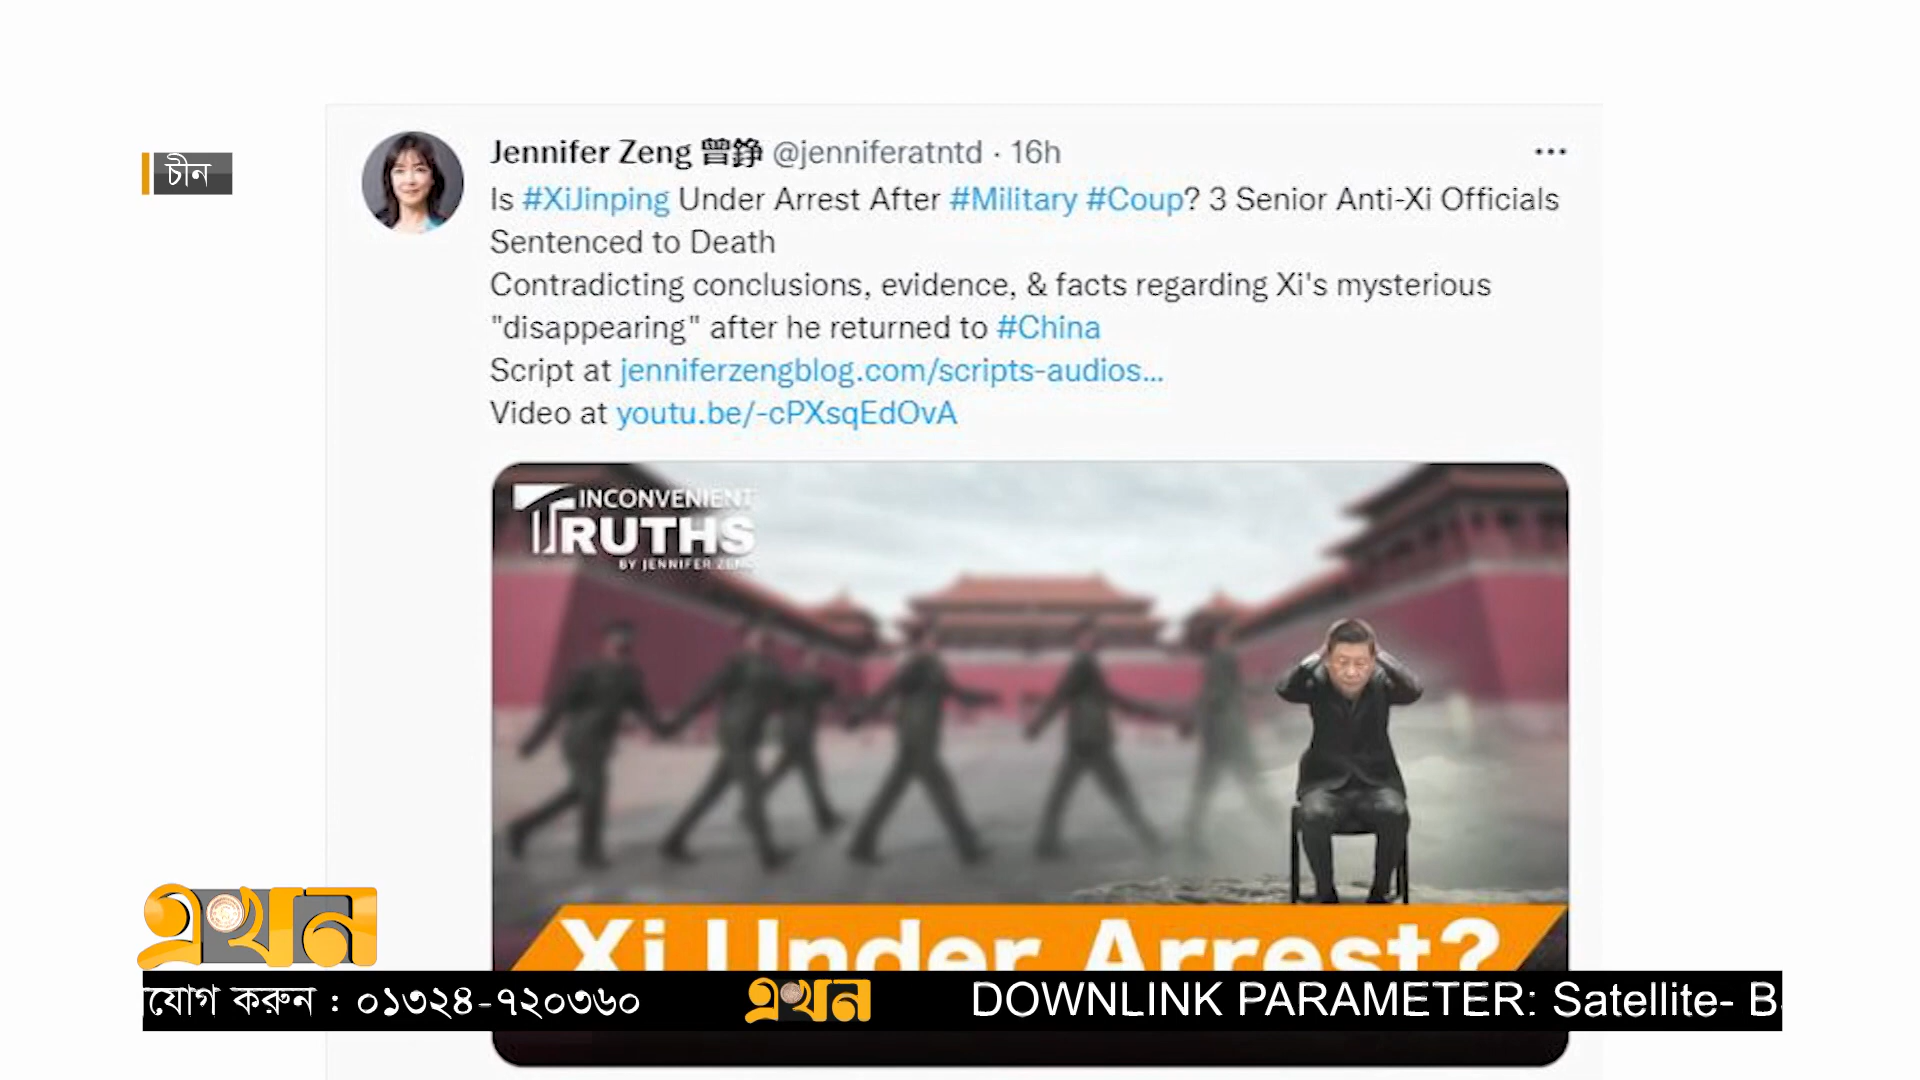 চীন
Jennifer Zeng 曾錚 @jenniferatntd · 16h
Is #XiJinping Under Arrest After #Military #Coup? 3 Senior Anti-Xi Officials
Sentenced to Death
Contradicting conclusions, evidence, & facts regarding Xi's mysterious
"disappearing" after he returned to #China
Script at jenniferzengblog.com/scripts-audios...
Video at youtu.be/-cPXsqEdOvA
INCONVENIENT
TRUTHS
BY JENNIFER ZENG
Xi Under Arrest?
এখন
যোগ করুন : ০১৩২৪-৭২০৩৬০ এখন DOWNLINK PARAMETER: Satellite-